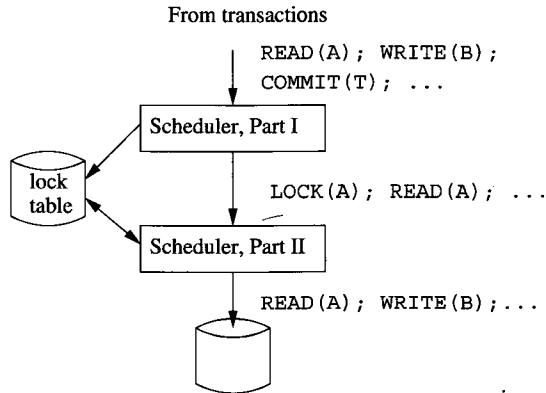 From transactions
READ(A); WRITE(B);
COMMIT(T); ...
Scheduler, Part I
lock
table
LOCK(A); READ(A); ...
Scheduler, Part II
READ(A); WRITE(B);...